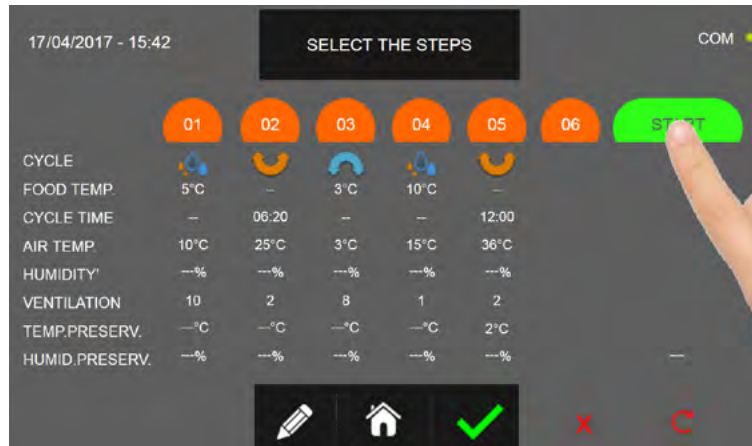 17/04/2017 - 15:42 SELECT THE STEPS COM
01 02 03 04 05 06 START
CYCLE
FOOD TEMP. 5°C -- 3°C 10°C --
CYCLE TIME -- 06:20 -- -- 12:00
AIR TEMP. 10°C 25°C 3°C 15°C 36°C
HUMIDITY' ---% ---% ---% ---% ---%
VENTILATION 10 2 8 1 2
TEMP.PRESERV. ---°C ---°C ---°C ---°C 2°C
HUMID.PRESERV. ---% ---% ---% ---% ---% ---
X